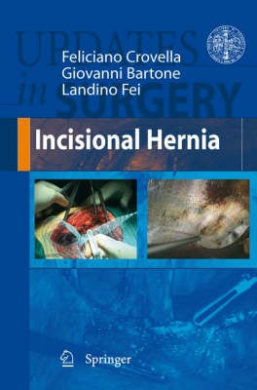 Feliciano Crovella
Giovanni Bartone
Landino Fei
UPDATES
in SURGERY
Incisional Hernia
Springer